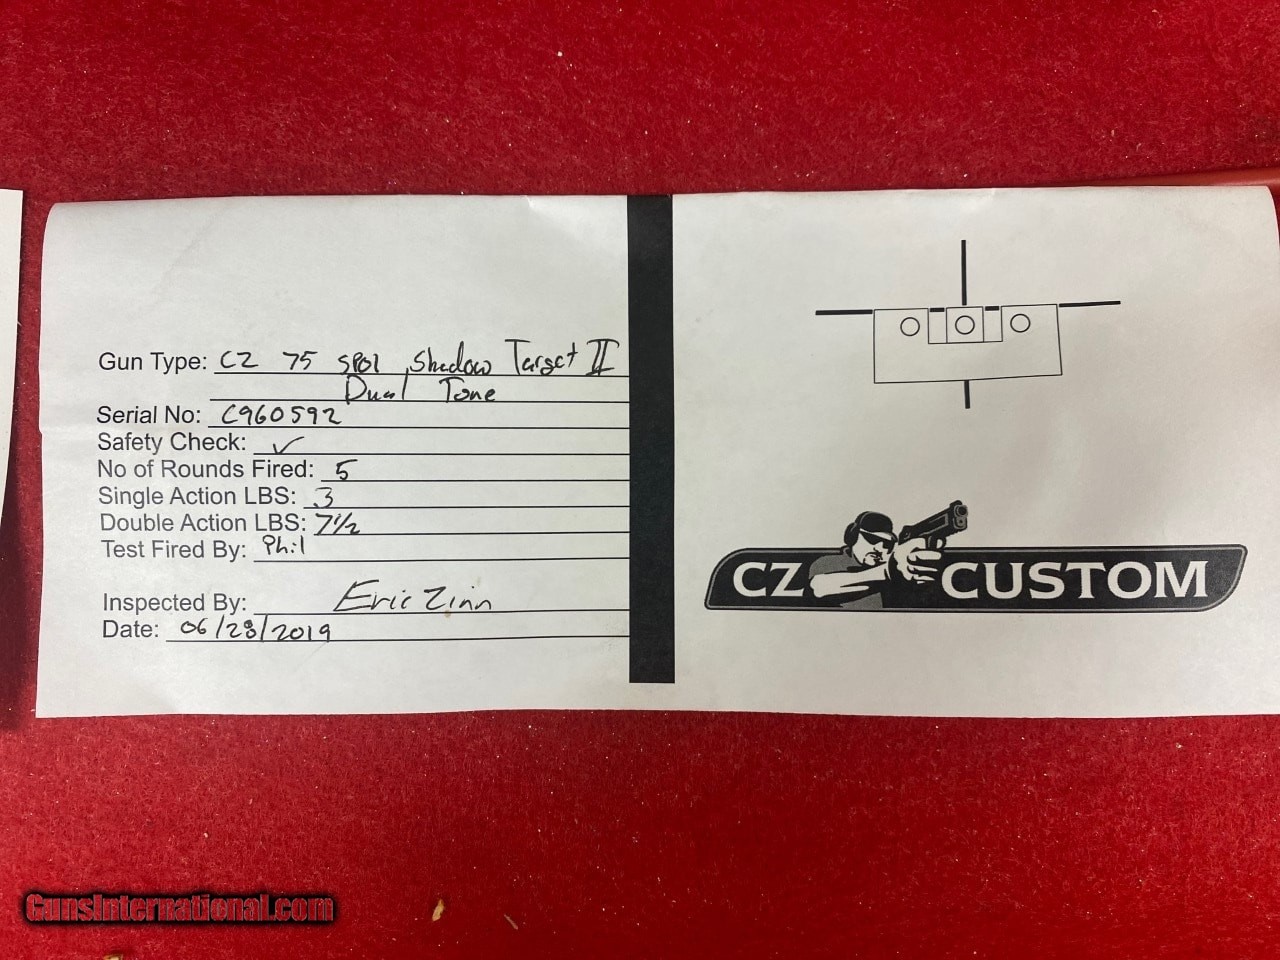 Gun Type: CZ 75 SP01 Shadow Target II
Dual Tone
Serial No: C960592
Safety Check: ✓
No of Rounds Fired: 5
Single Action LBS: 3
Double Action LBS: 7 1/2
Test Fired By: Phil
Inspected By: Eric Zinn
Date: 06/28/2019
CZ CUSTOM
GunsInternational.com